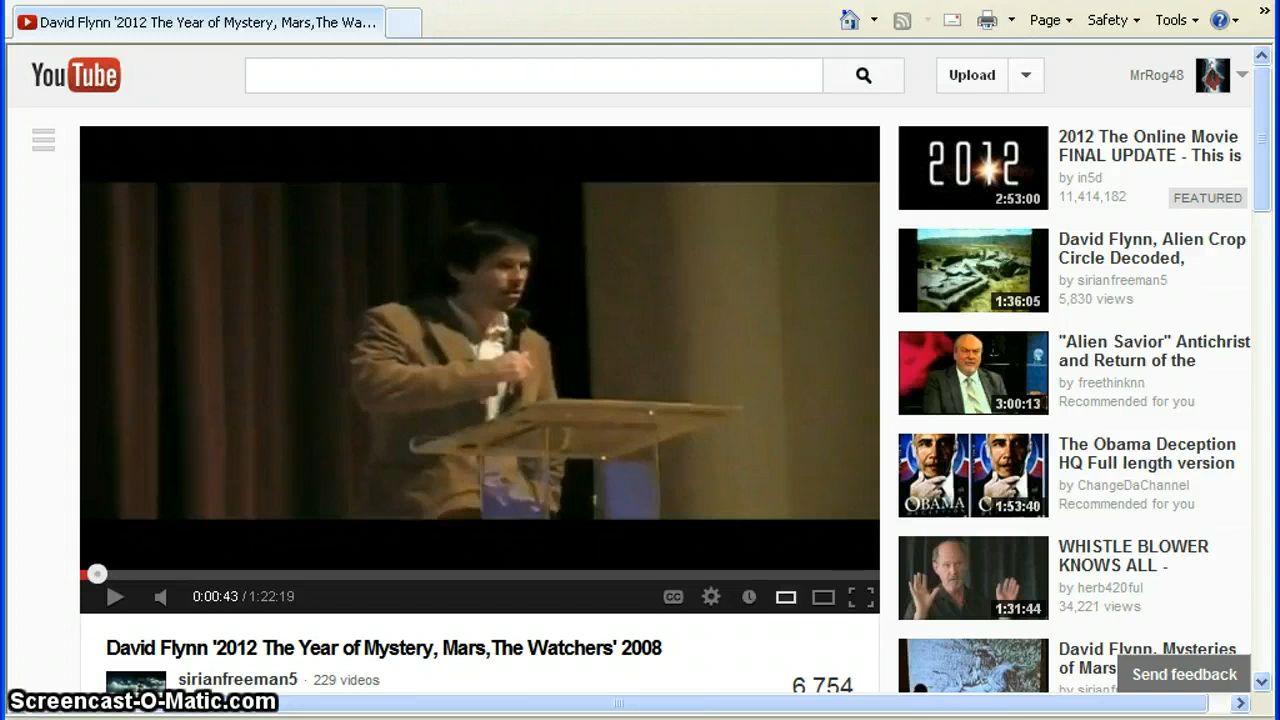 David Flynn '2012 The Year of Mystery, Mars,The Wa...
Page
Safety
Tools
YouTube
Upload
MrRog48
2012
2:53:00
2012 The Online Movie
FINAL UPDATE - This is
by in5d
11,414,182
FEATURED
1:36:05
David Flynn, Alien Crop
Circle Decoded,
by sirianfreeman5
5,830 views
3:00:13
"Alien Savior" Antichrist
and Return of the
by freethinknn
Recommended for you
OBAMA
1:53:40
The Obama Deception
HQ Full length version
by ChangeDaChannel
Recommended for you
1:31:44
WHISTLE BLOWER
KNOWS ALL -
by herb420ful
34,221 views
David Flynn, Mysteries
of Mars
Send feedback
0:00:43 / 1:22:19
CC
David Flynn '2012 The Year of Mystery, Mars,The Watchers' 2008
sirianfreeman5 · 229 videos
6,754
Screencast-O-Matic.com